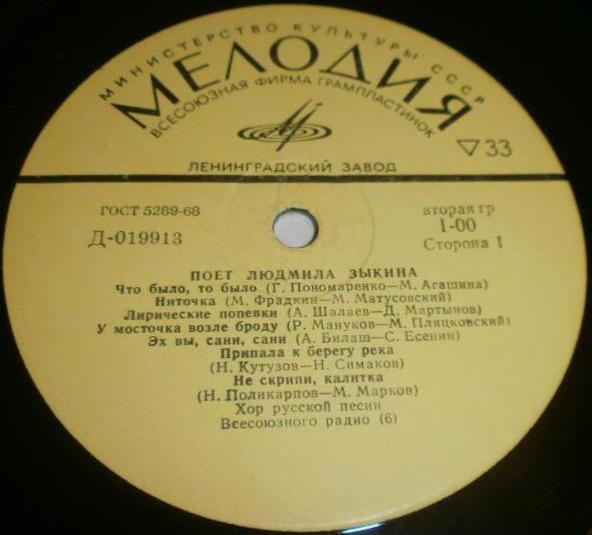 МИНИСТЕРСТВО КУЛЬТУРЫ СССР
МЕЛОДИЯ
ВСЕСОЮЗНАЯ ФИРМА ГРАМПЛАСТИНОК
33
ЛЕНИНГРАДСКИЙ ЗАВОД
ГОСТ 5289-68
Д-019913
вторая гр
1-00
Сторона 1
ПОЕТ ЛЮДМИЛА ЗЫКИНА
Что было, то было (Г. Пономаренко—М. Агашина)
Ниточка (М. Фрадкин—М. Матусовский)
Лирические попевки (А. Шалаев—Д. Мартынов)
У мосточка возле броду (Р. Мануков—М. Пляцковский)
Эх вы, сани, сани (А. Билаш—С. Есенин)
Припала к берегу река
(Н. Кутузов—Н. Симаков)
Не скрипи, калитка
(Н. Поликарпов—М. Марков)
Хор русской песни
Всесоюзного радио (6)